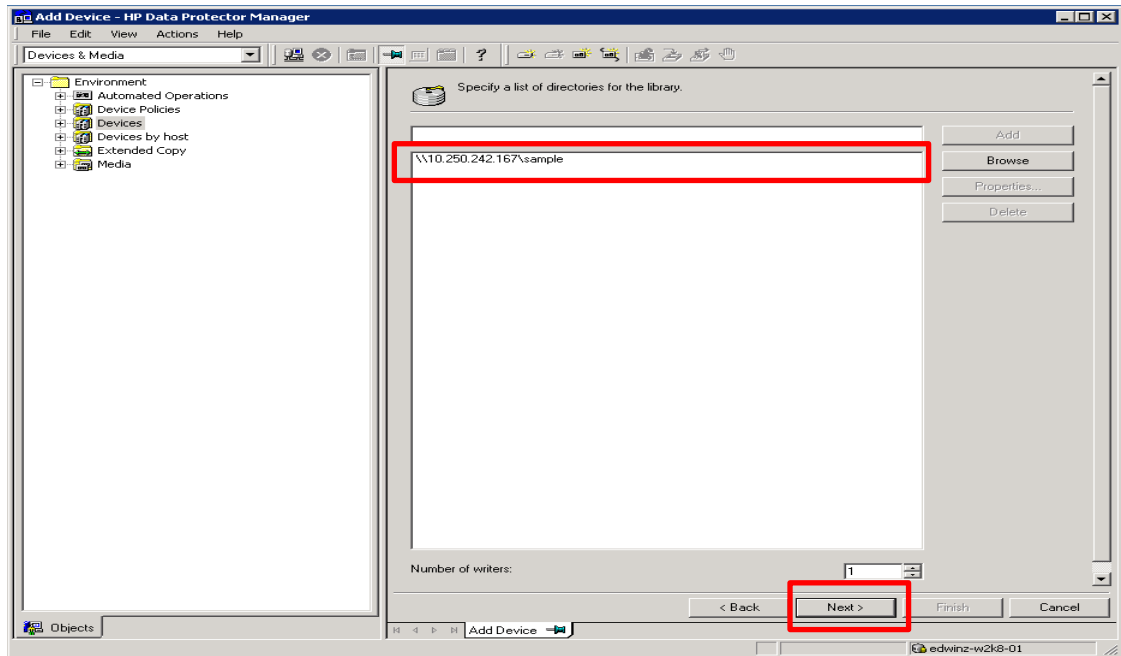 Add Device - HP Data Protector Manager
File Edit View Actions Help
Devices & Media
Environment
Automated Operations
Device Policies
Devices
Devices by host
Extended Copy
Media
Specify a list of directories for the library.
Add
\\10.250.242.167\sample
Browse
Properties...
Delete
Number of writers:
1
< Back Next > Finish Cancel
Objects
Add Device
edwinz-w2k8-01